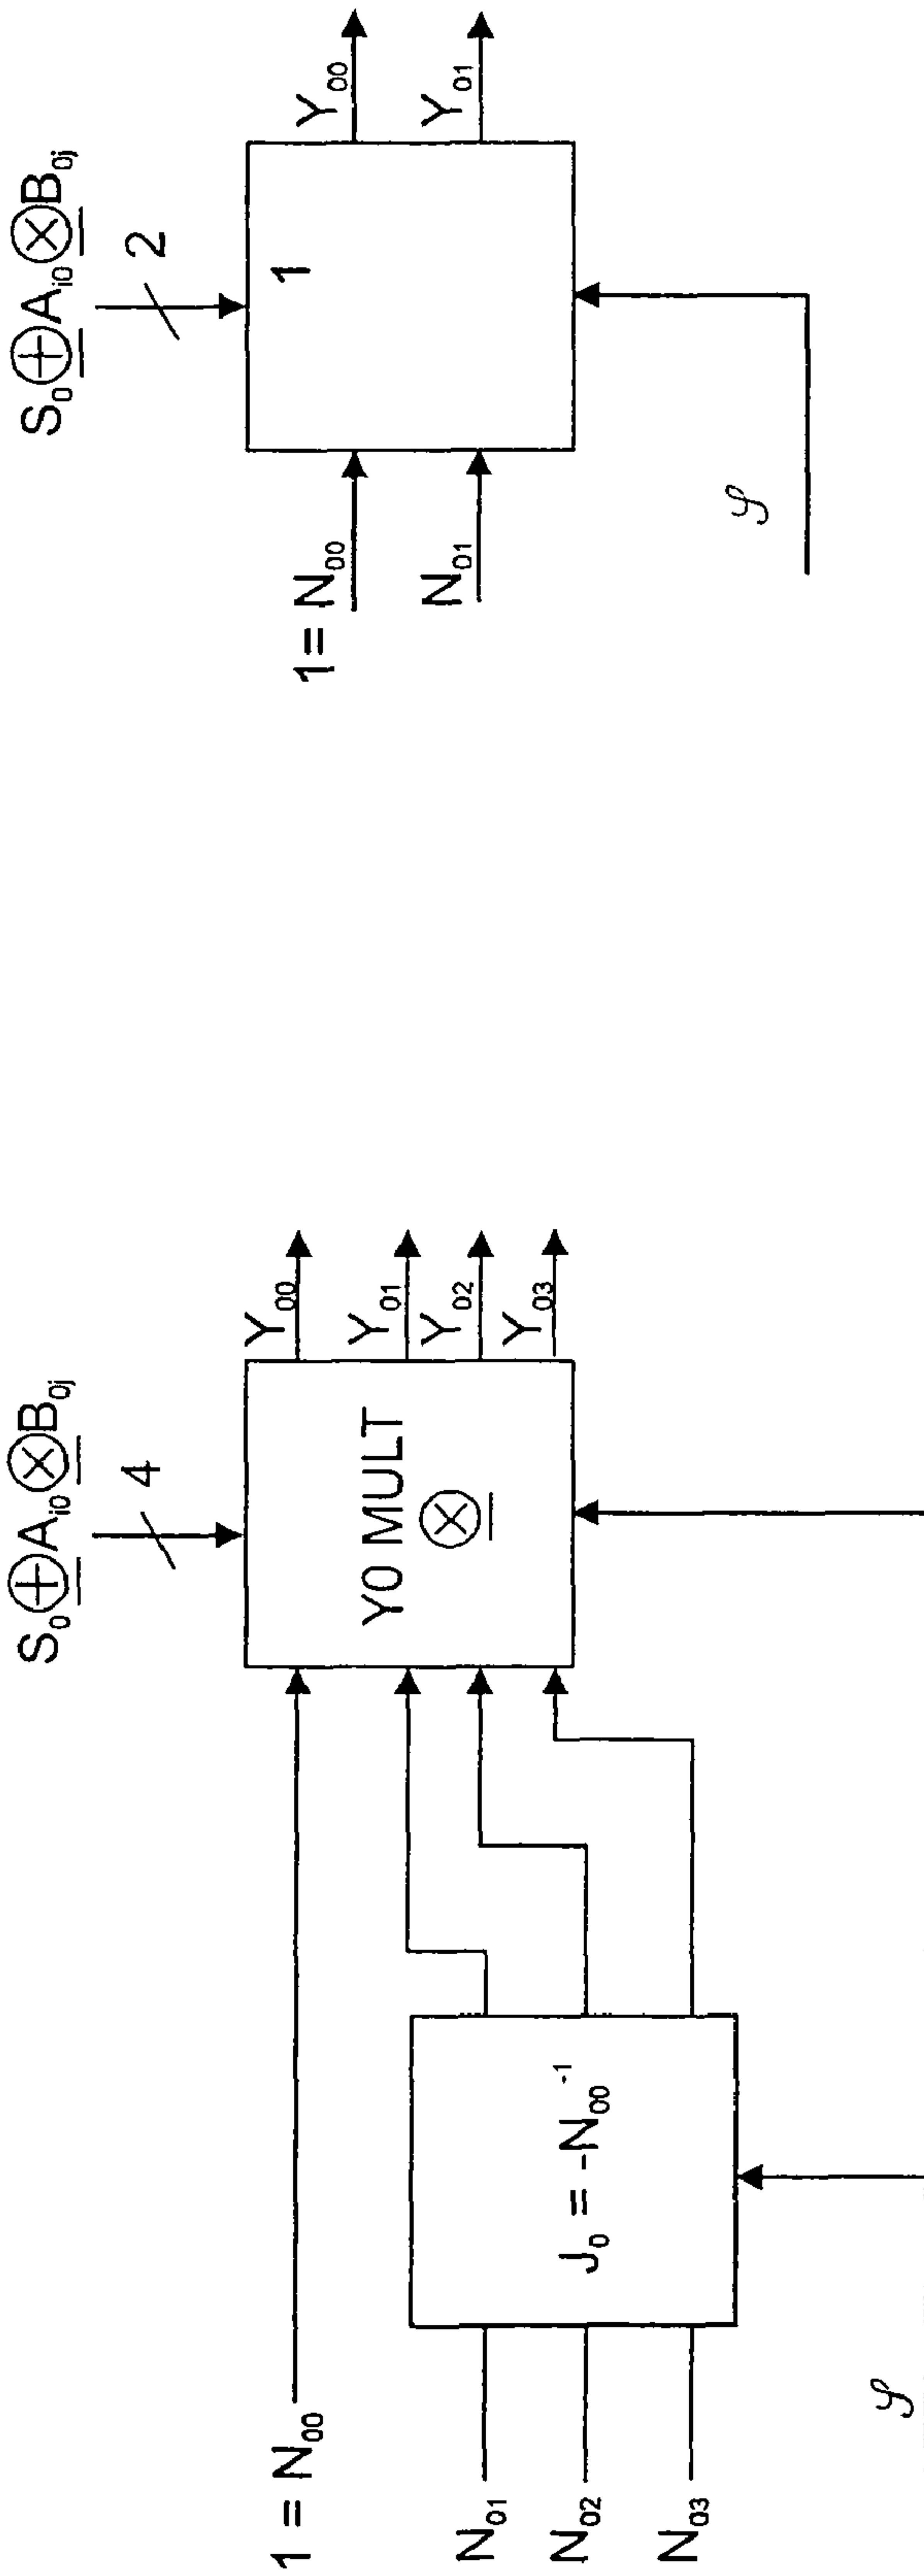 S₀⊕A_i0⊗B_0j
4
1 = N₀₀
Y0 MULT
⊗
Y₀₀
Y₀₁
Y₀₂
Y₀₃
N₀₁
N₀₂
N₀₃
J₀ = -N₀₀⁻¹
𝒮
S₀⊕A_i0⊗B_0j
2
1= N₀₀
N₀₁
1
Y₀₀
Y₀₁
𝒮